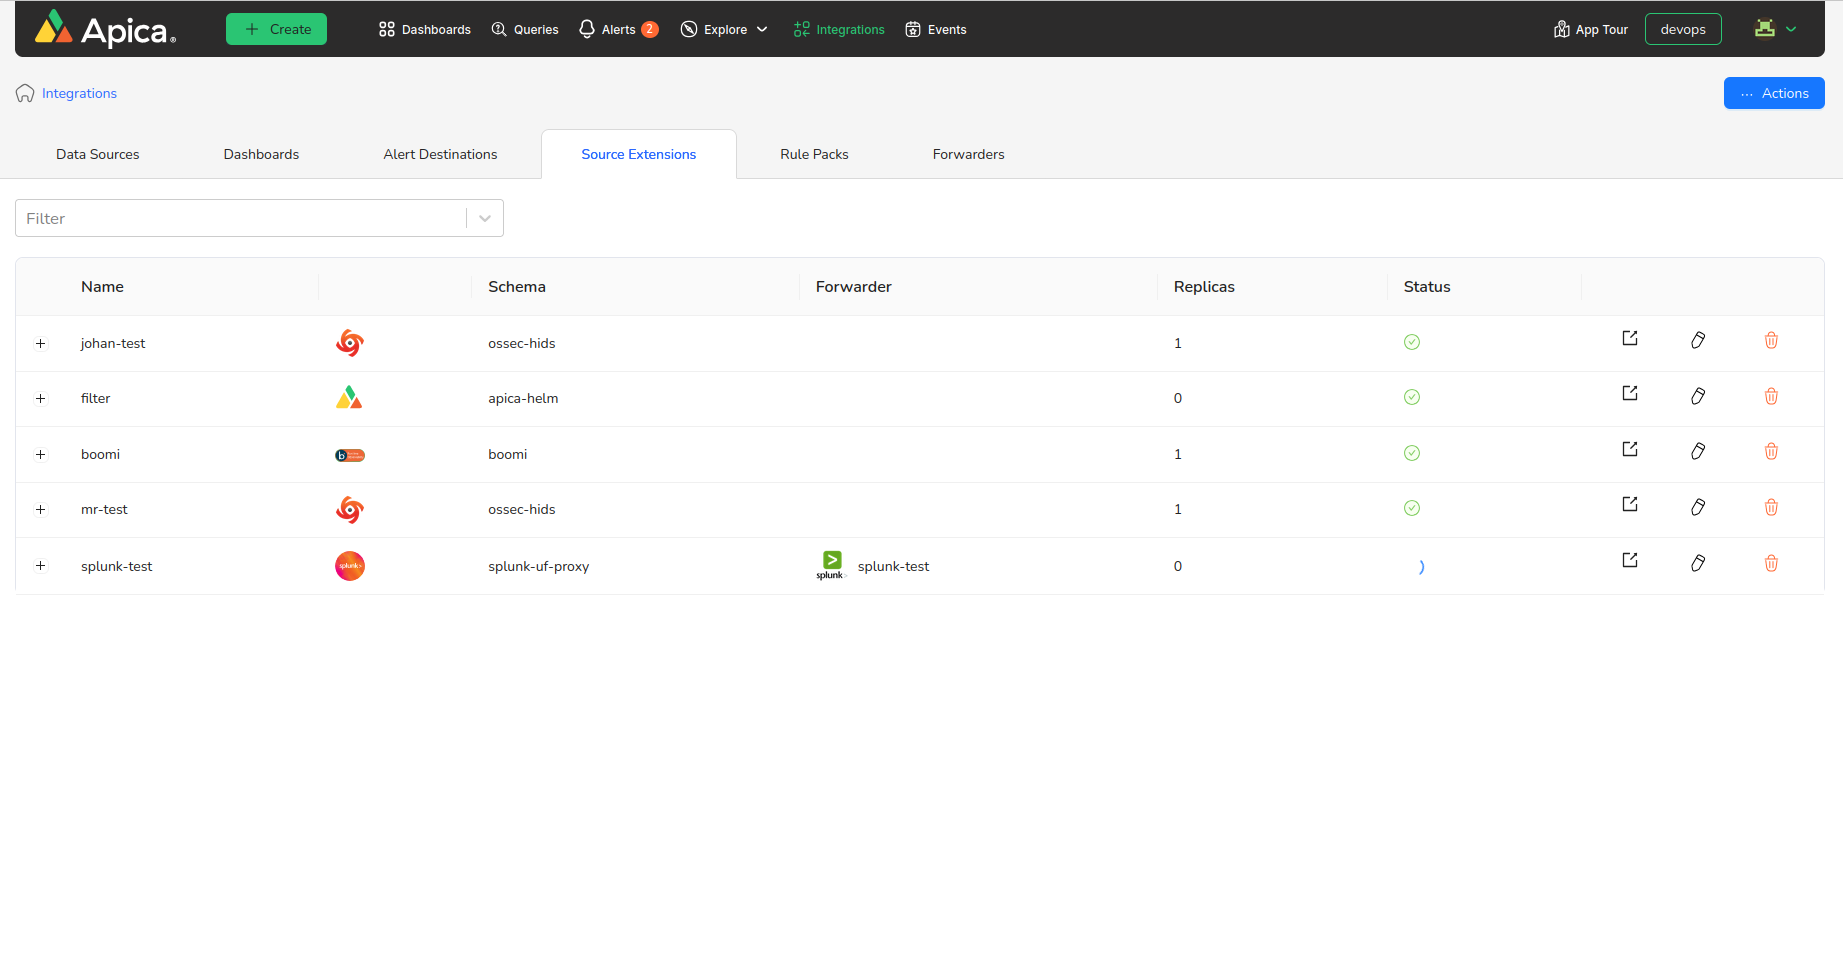 Apica
Create
Dashboards
Queries
Alerts 2
Explore
Integrations
Events
App Tour
devops
Integrations
··· Actions
Data Sources
Dashboards
Alert Destinations
Source Extensions
Rule Packs
Forwarders
Filter
Name Schema Forwarder Replicas Status
johan-test ossec-hids 1
filter apica-helm 0
boomi b boomi 1
mr-test ossec-hids 1
splunk-test splunk> splunk-uf-proxy splunk> splunk-test 0